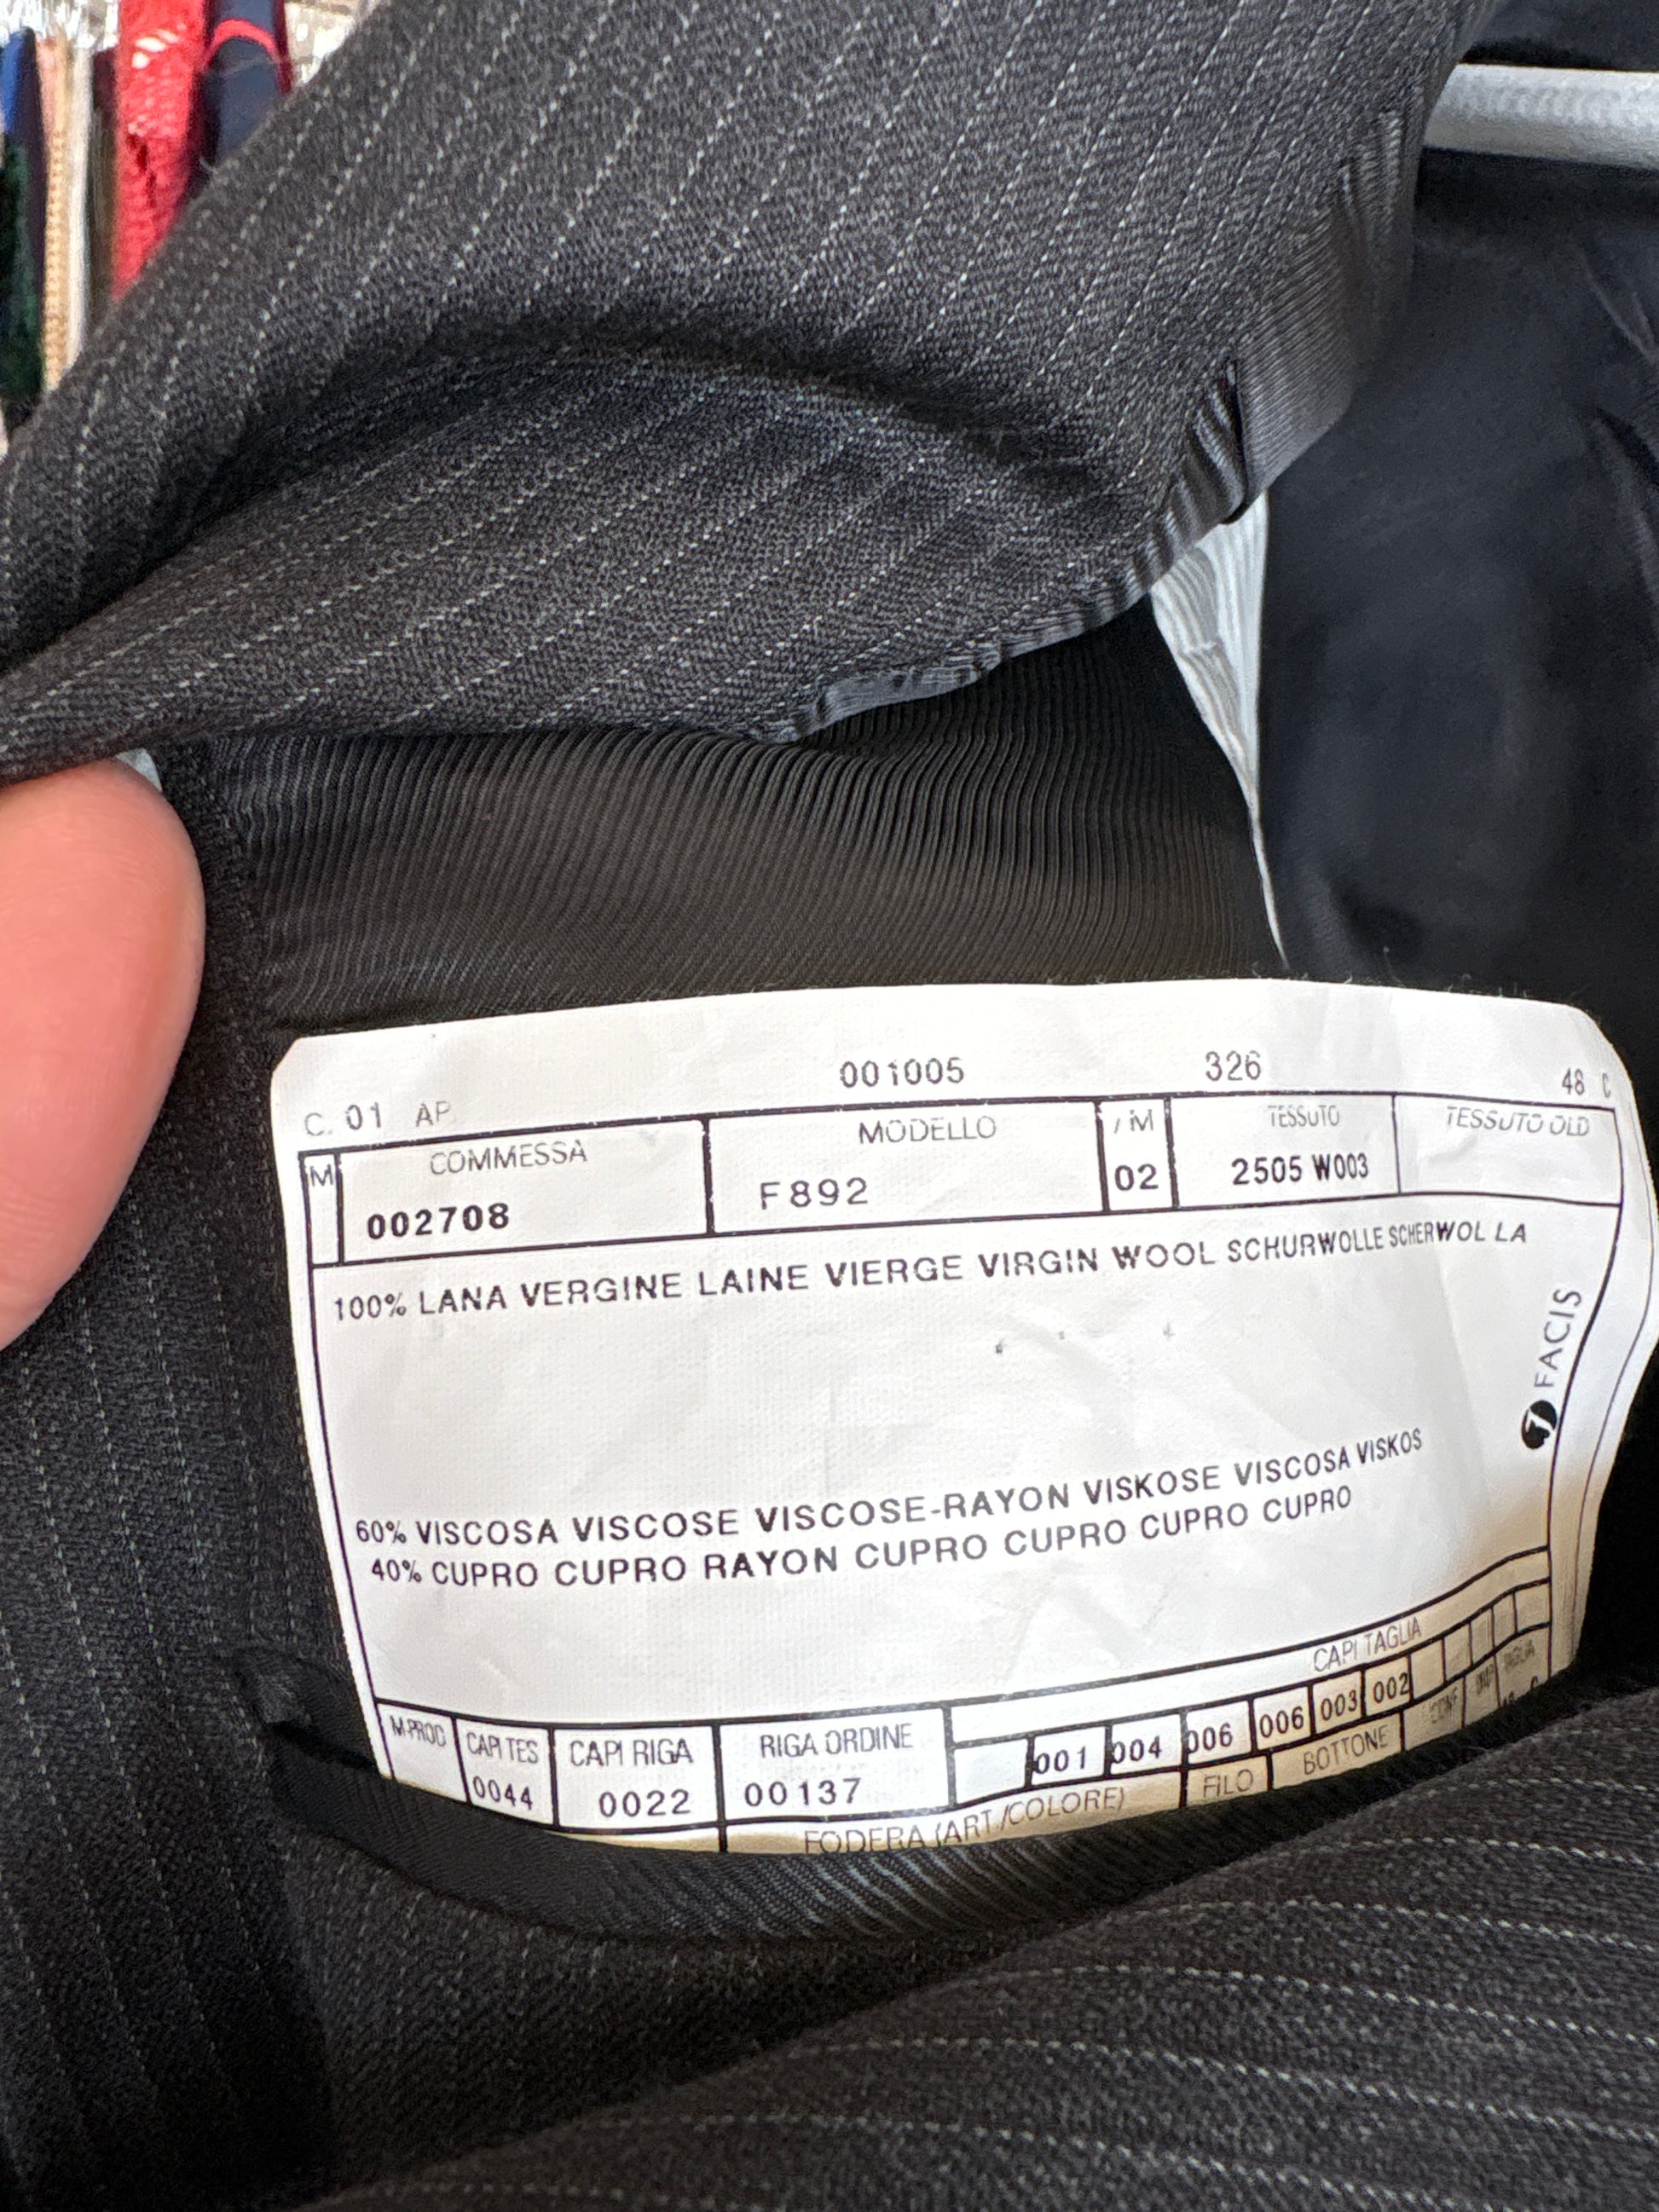 001005 326 48 C
C. 01 AP.
M COMMESSA MODELLO / M TESSUTO TESSUTO OLD
002708 F892 02 2505 W003
100% LANA VERGINE LAINE VIERGE VIRGIN WOOL SCHURWOLLE SCHERWOL LA
FACIS
60% VISCOSA VISCOSE VISCOSE-RAYON VISKOSE VISCOSA VISKOS
40% CUPRO CUPRO RAYON CUPRO CUPRO CUPRO CUPRO
CAPI TAGLIA
M-PROD CAPI TES CAPI RIGA RIGA ORDINE
0044 0022 00137 001 004 006 006 003 002
FODERA (ART./COLORE) FILO BOTTONE CONF TAGLIA